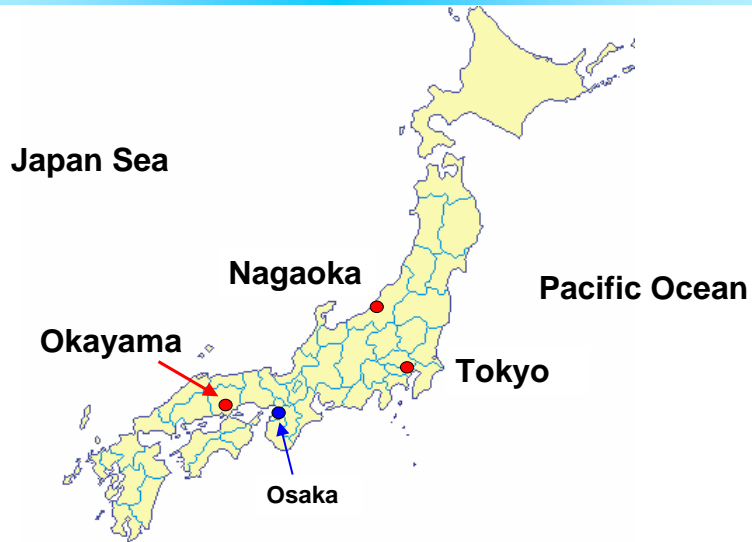 Japan Sea
Nagaoka
Pacific Ocean
Okayama
Tokyo
Osaka